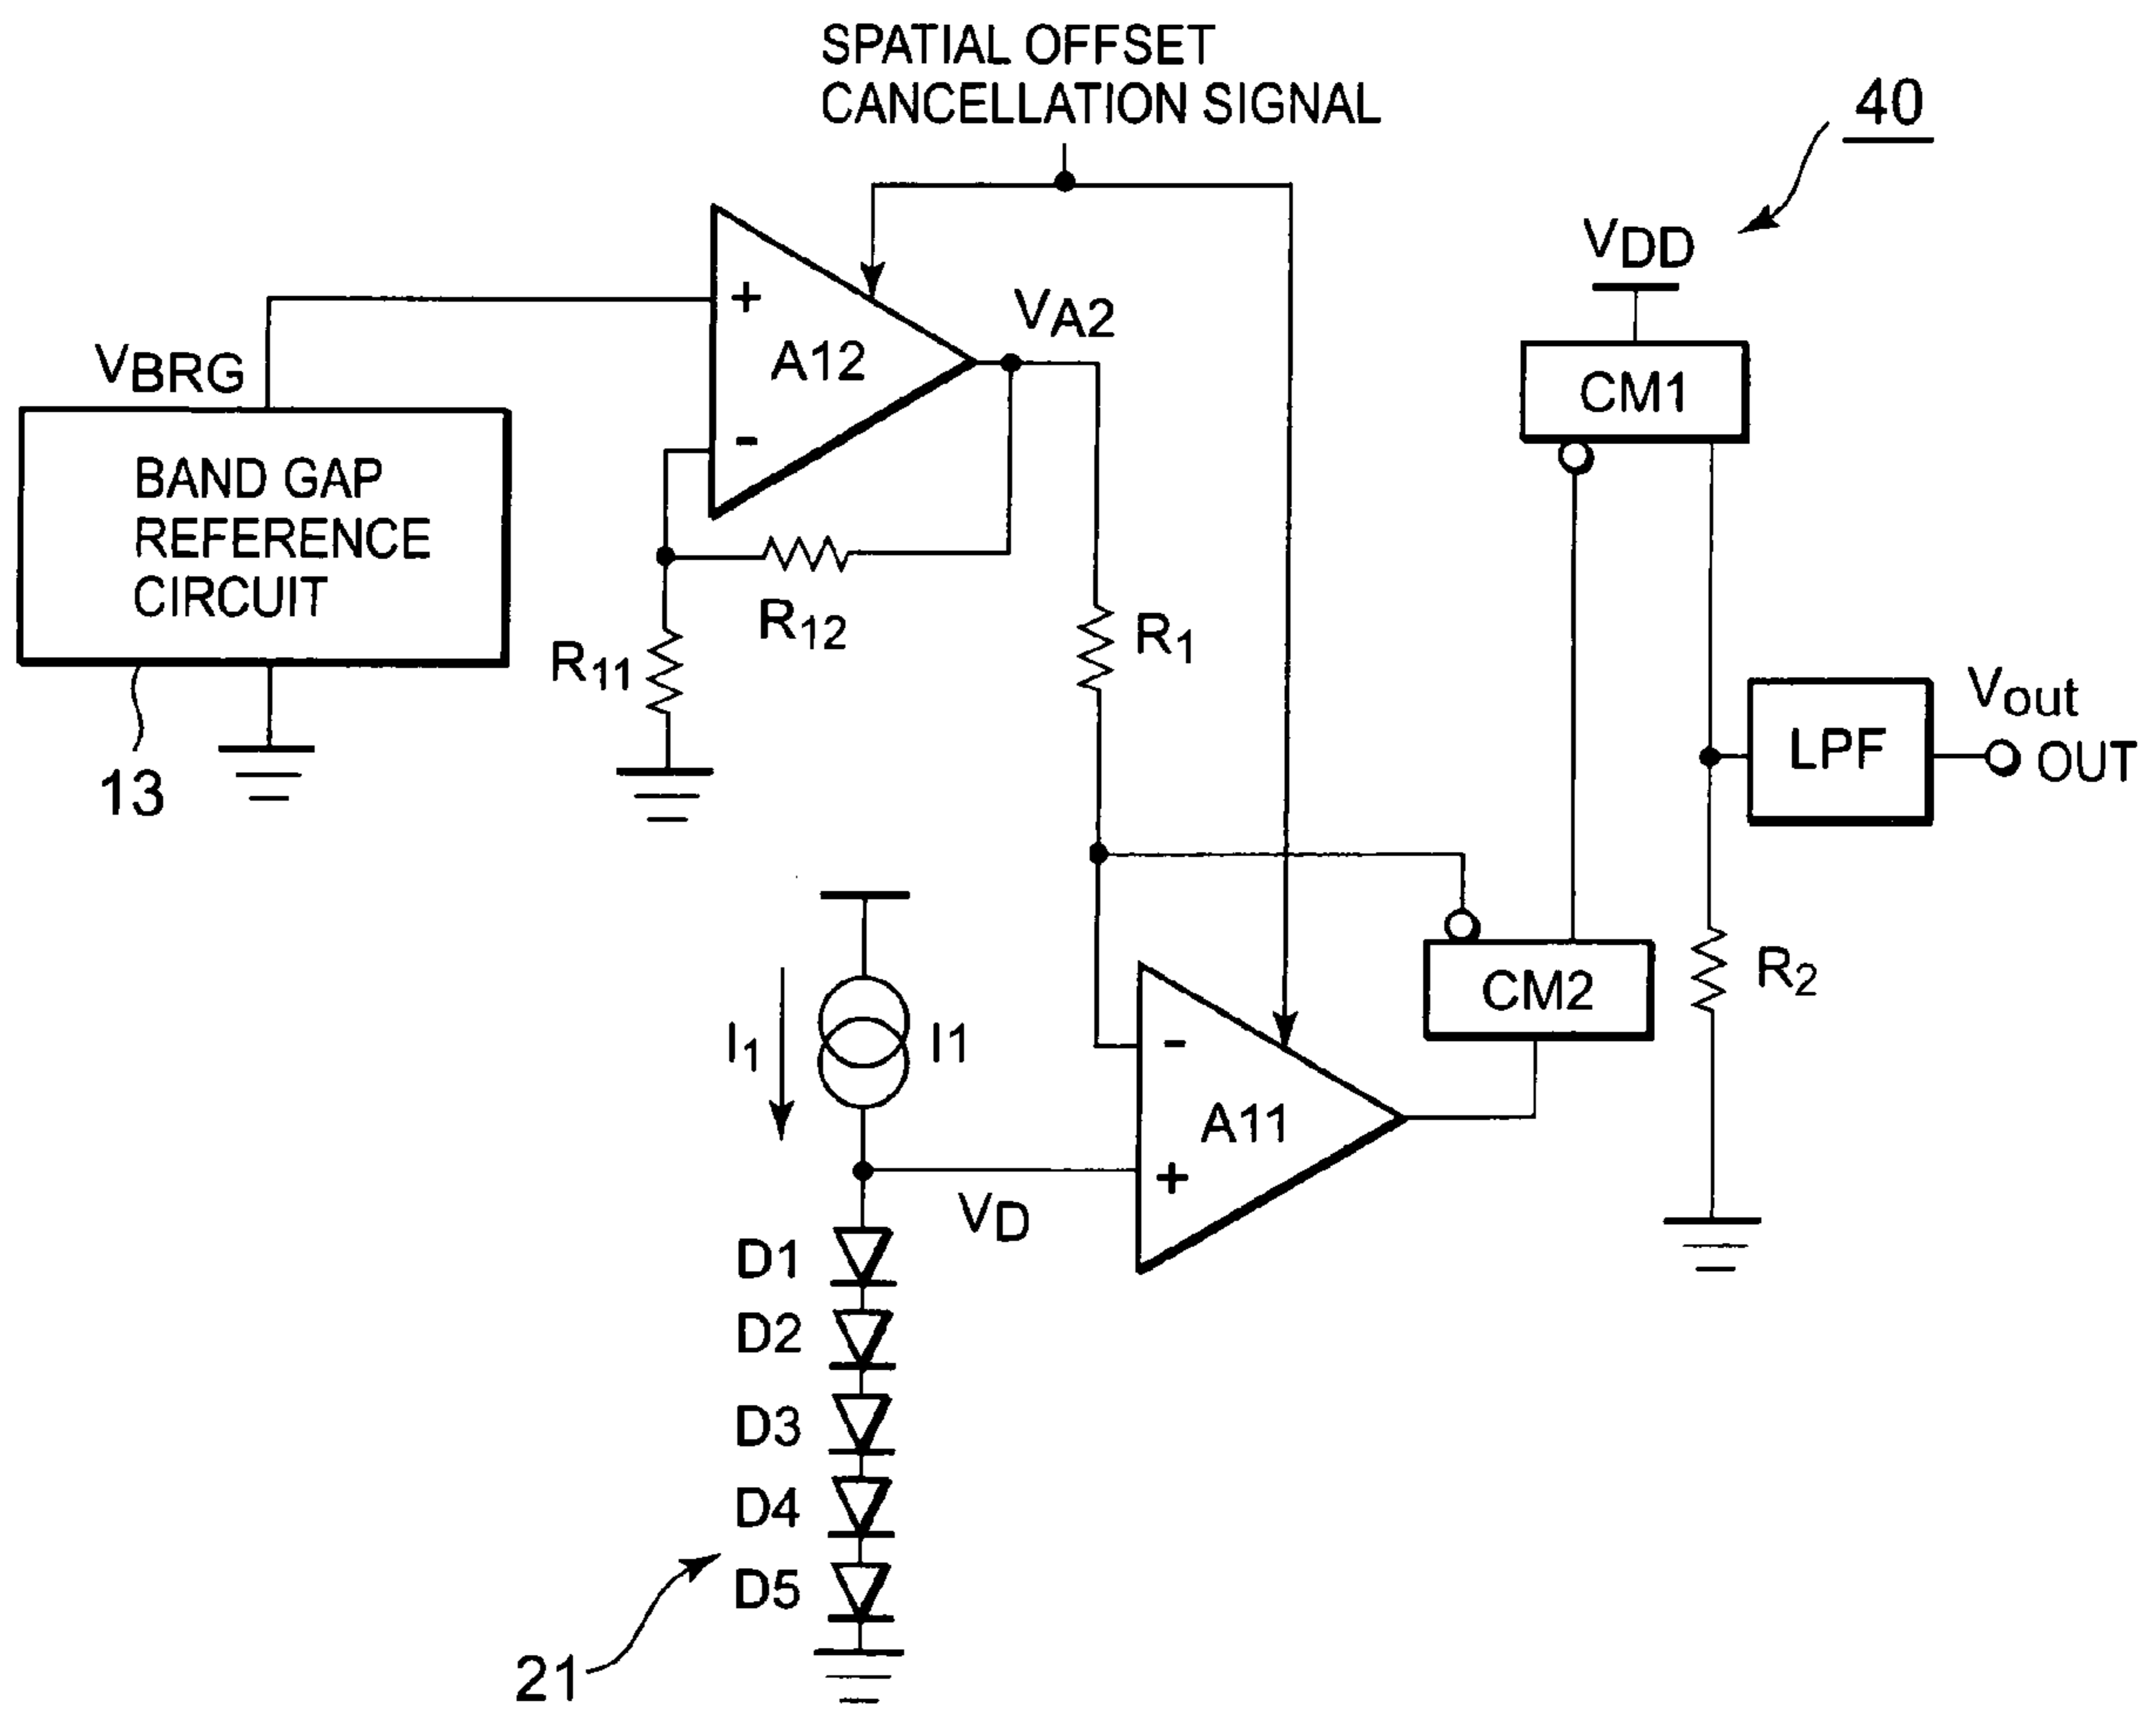 SPATIAL OFFSET
CANCELLATION SIGNAL
40
VDD
CM1
+
A12
-
VA2
VBRG
BAND GAP
REFERENCE
CIRCUIT
13
R11
R12
R1
LPF
Vout
OUT
CM2
R2
I1
I1
-
A11
+
VD
D1
D2
D3
D4
D5
21